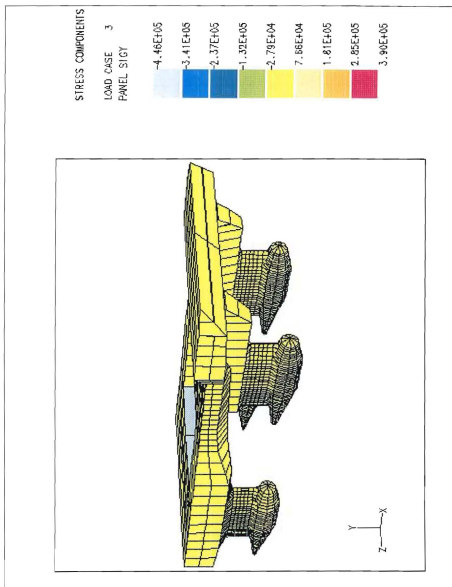 STRESS COMPONENTS
LOAD CASE 3
PANEL SIGY
-4.46E+05
-3.41E+05
-2.37E+05
-1.32E+05
-2.79E+04
7.66E+04
1.81E+05
2.85E+05
3.90E+05
Y
Z
X